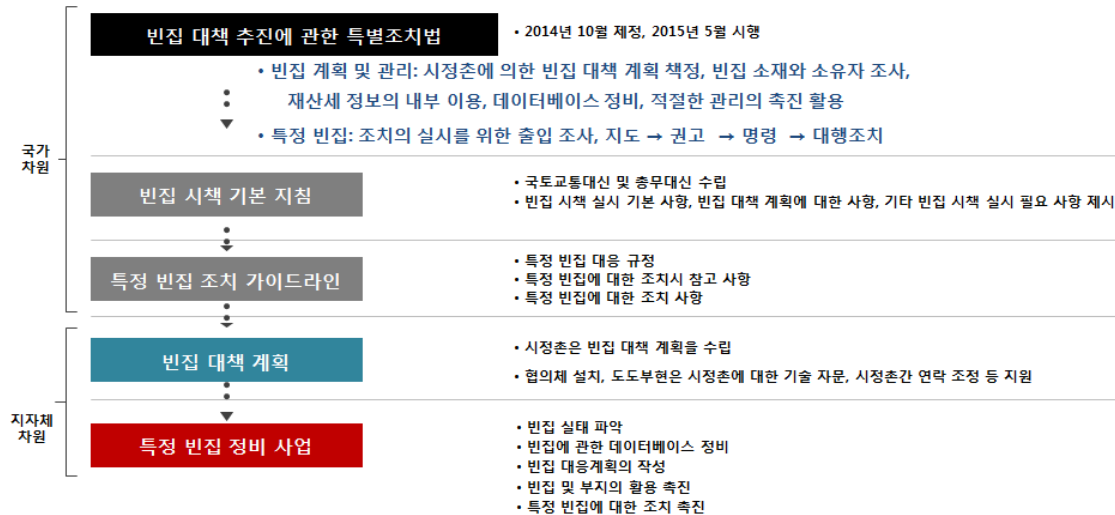 빈집 대책 추진에 관한 특별조치법
• 2014년 10월 제정, 2015년 5월 시행
• 빈집 계획 및 관리: 시정촌에 의한 빈집 대책 계획 책정, 빈집 소재와 소유자 조사,
재산세 정보의 내부 이용, 데이터베이스 정비, 적절한 관리의 촉진 활용
• 특정 빈집: 조치의 실시를 위한 출입 조사, 지도 → 권고 → 명령 → 대행조치
국가
차원
빈집 시책 기본 지침
• 국토교통대신 및 총무대신 수립
• 빈집 시책 실시 기본 사항, 빈집 대책 계획에 대한 사항, 기타 빈집 시책 실시 필요 사항 제시
특정 빈집 조치 가이드라인
• 특정 빈집 대응 규정
• 특정 빈집에 대한 조치시 참고 사항
• 특정 빈집에 대한 조치 사항
빈집 대책 계획
• 시정촌은 빈집 대책 계획을 수립
• 협의체 설치, 도도부현은 시정촌에 대한 기술 자문, 시정촌간 연락 조정 등 지원
지자체
차원
특정 빈집 정비 사업
• 빈집 실태 파악
• 빈집에 관한 데이터베이스 정비
• 빈집 대응계획의 작성
• 빈집 및 부지의 활용 촉진
• 특정 빈집에 대한 조치 촉진